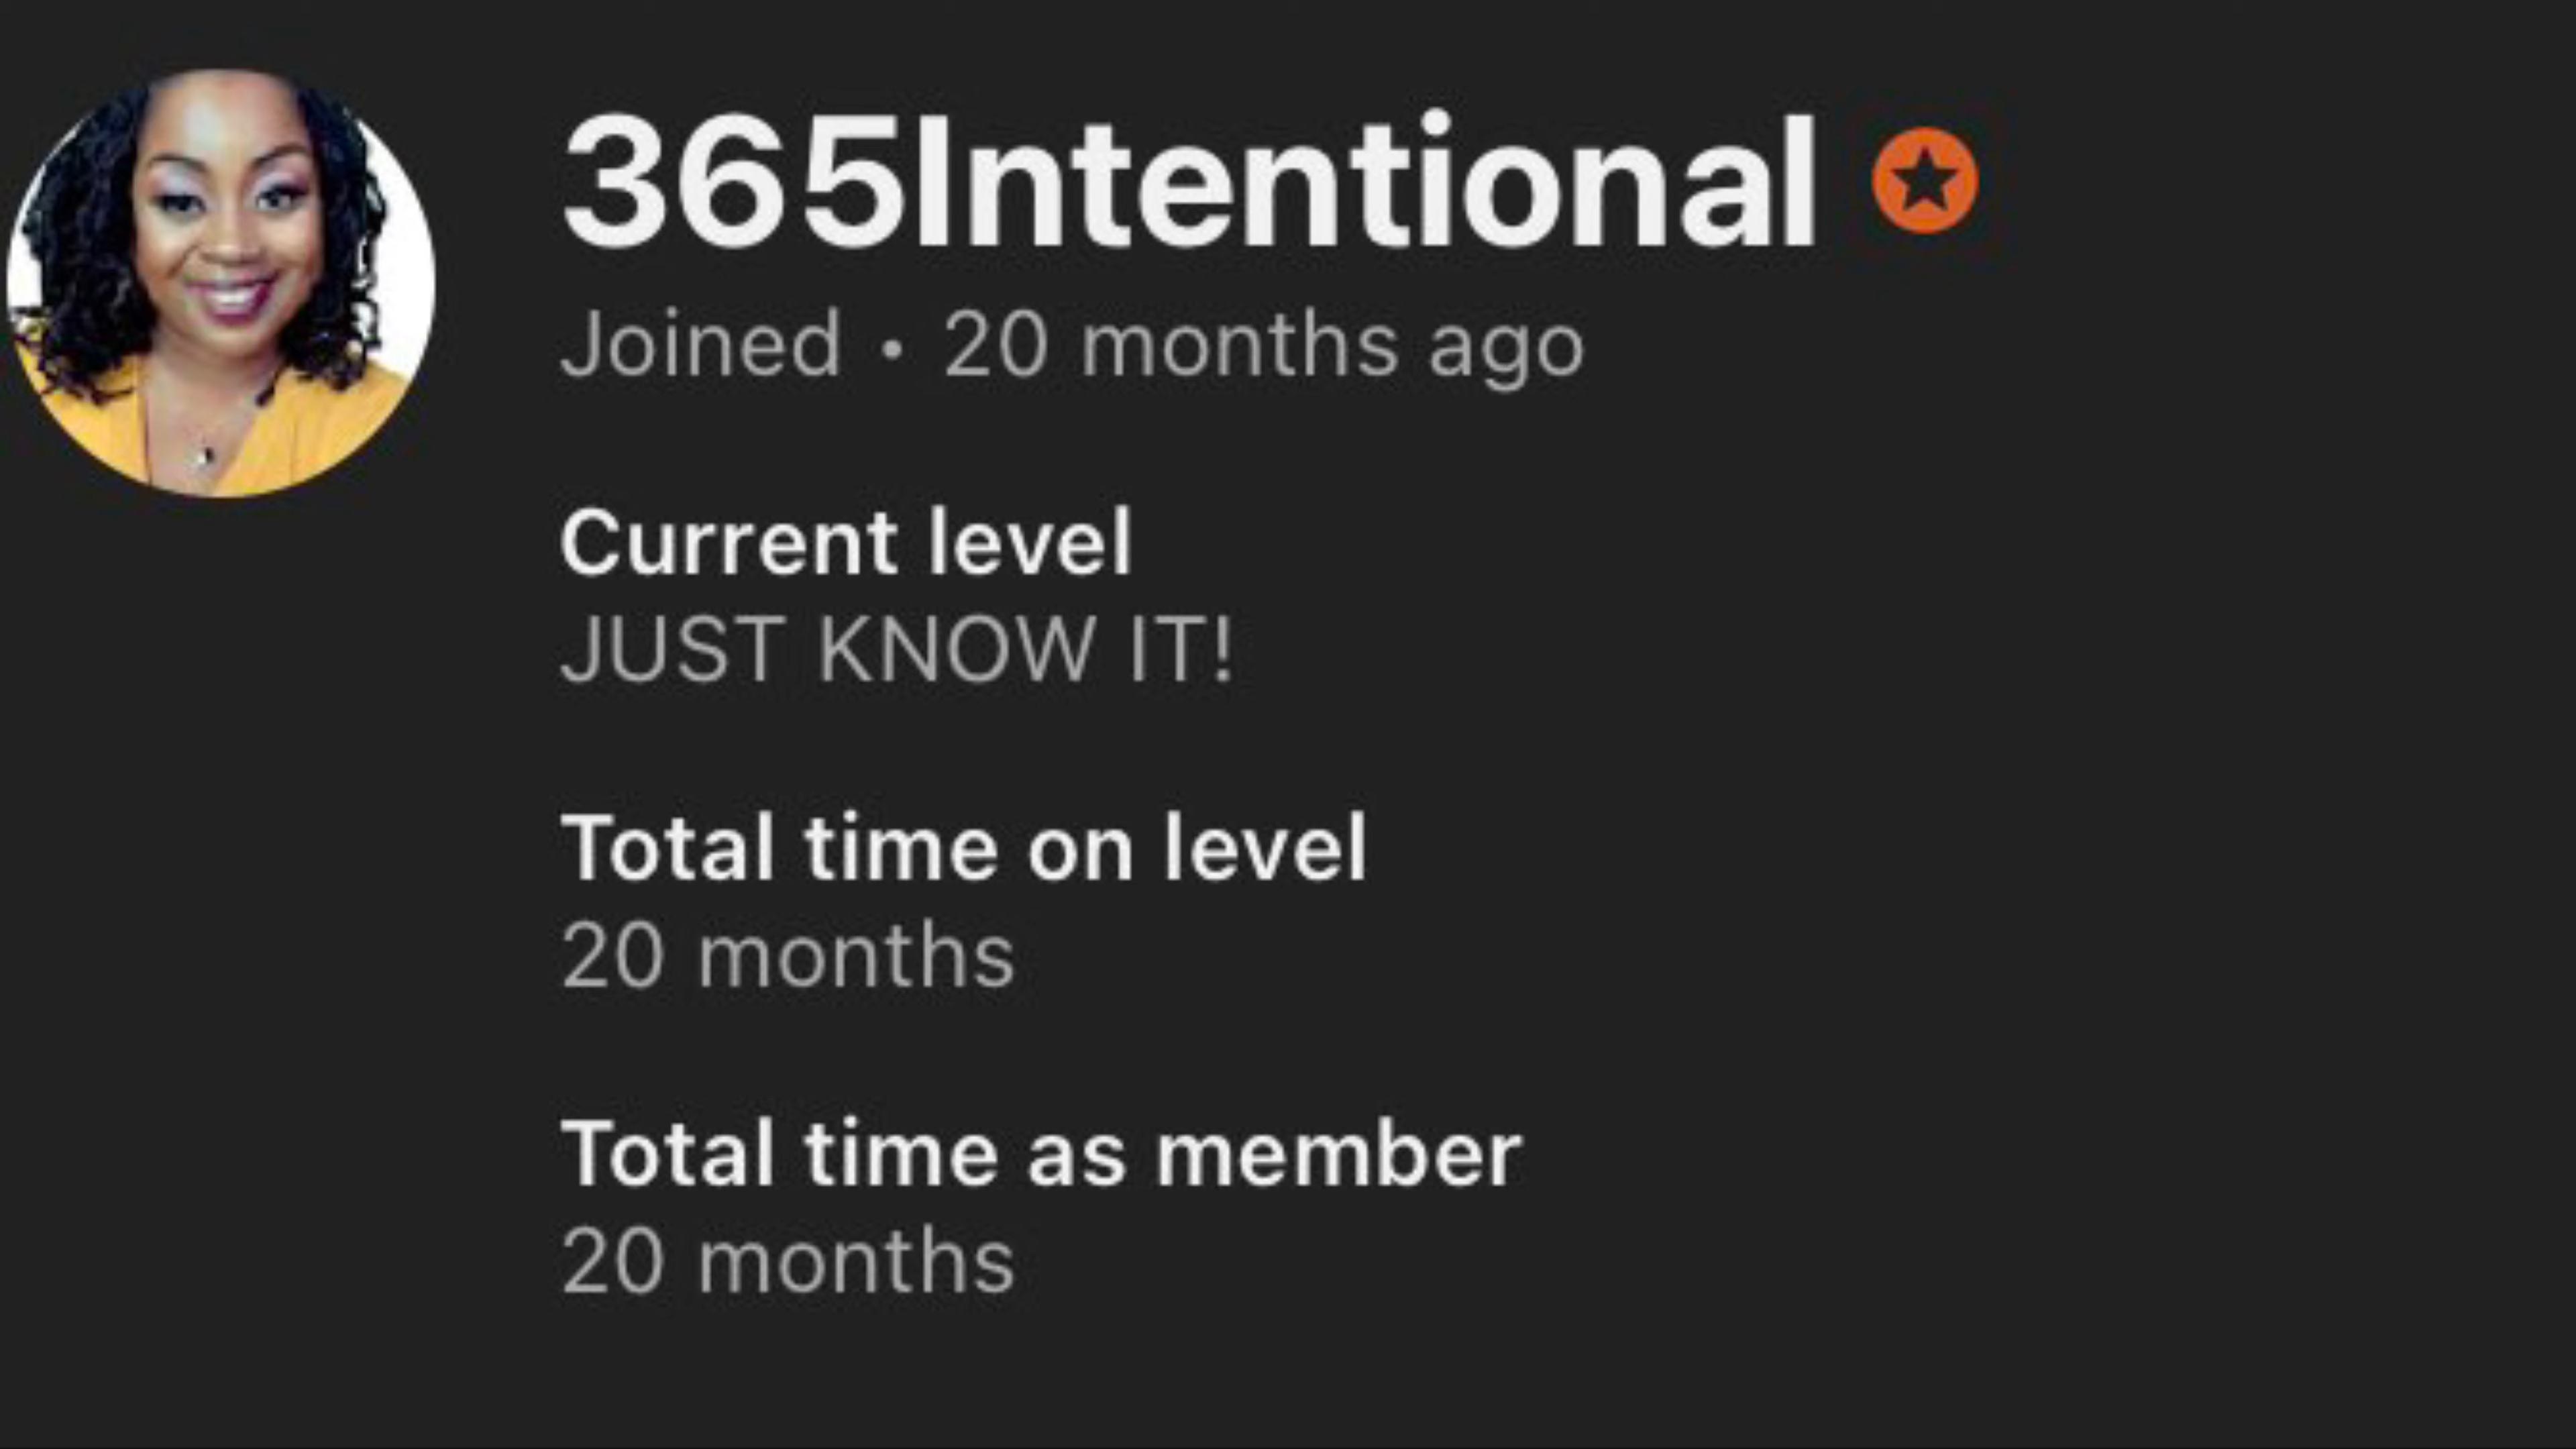 365Intentional
Joined • 20 months ago
Current level
JUST KNOW IT!
Total time on level
20 months
Total time as member
20 months